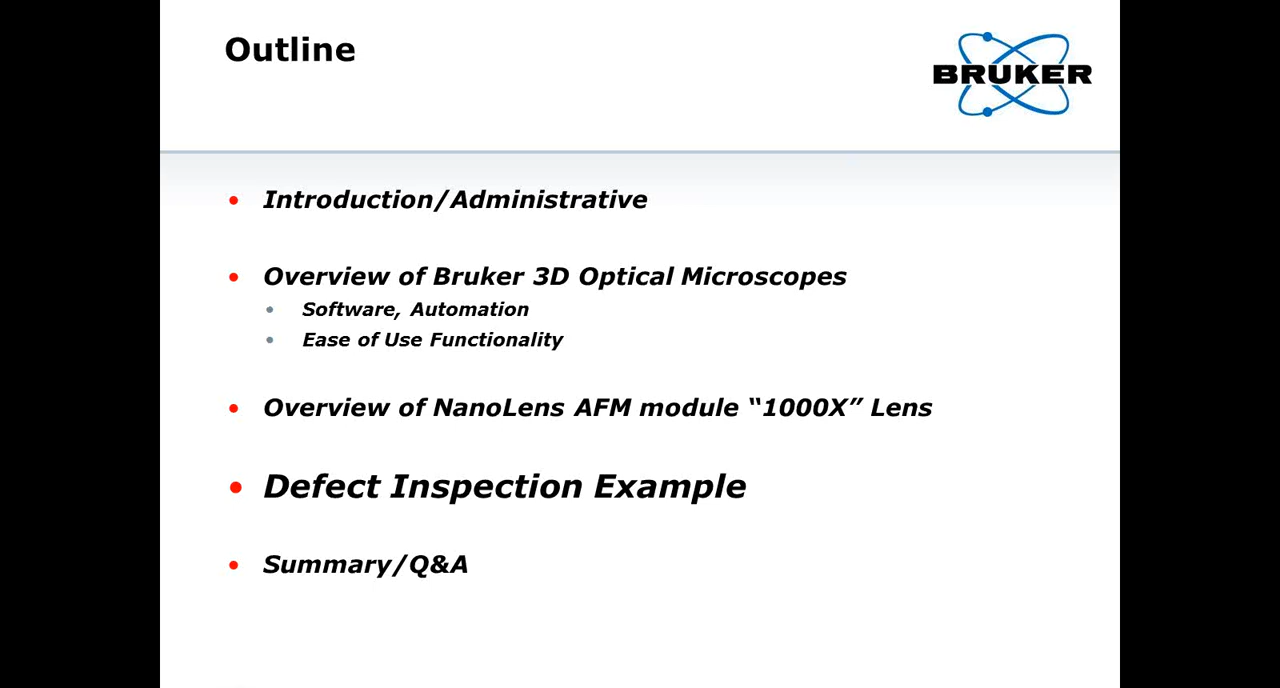 Outline
BRUKER
Introduction/Administrative
Overview of Bruker 3D Optical Microscopes
Software, Automation
Ease of Use Functionality
Overview of NanoLens AFM module “1000X” Lens
Defect Inspection Example
Summary/Q&A